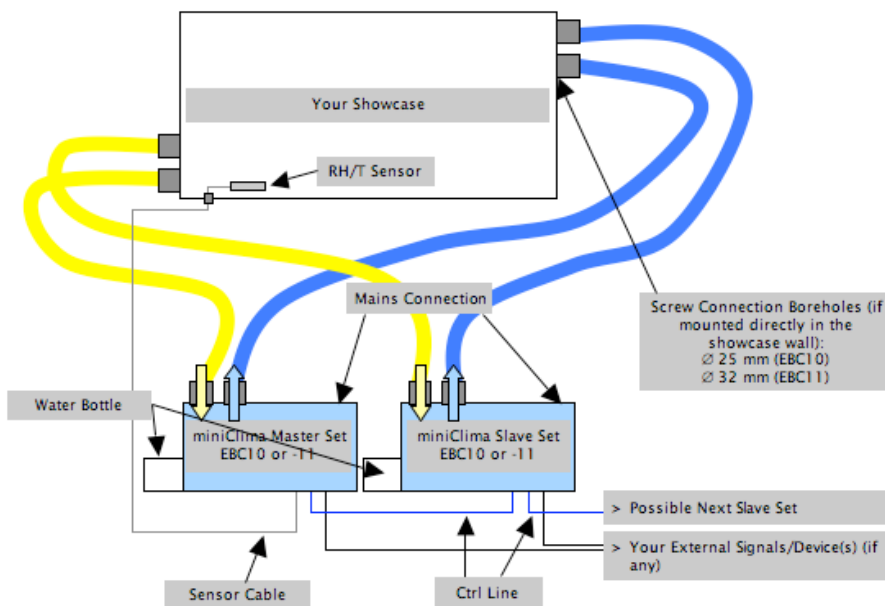 Your Showcase
RH/T Sensor
Mains Connection
Screw Connection Boreholes (if
mounted directly in the
showcase wall):
Ø 25 mm (EBC10)
Ø 32 mm (EBC11)
Water Bottle
miniClima Master Set
EBC10 or -11
miniClima Slave Set
EBC10 or -11
> Possible Next Slave Set
> Your External Signals/Device(s) (if
any)
Sensor Cable
Ctrl Line